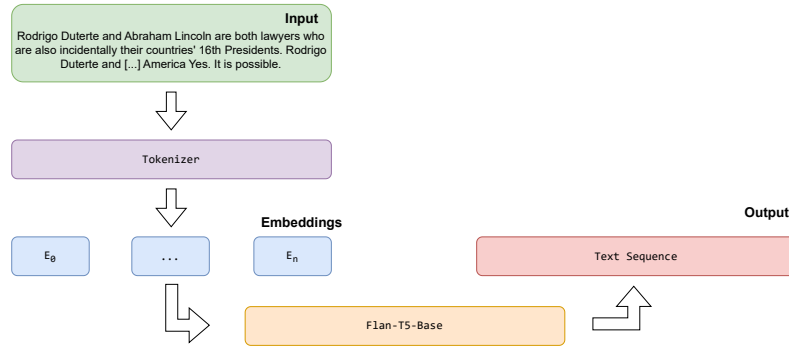 Input
Rodrigo Duterte and Abraham Lincoln are both lawyers who
are also incidentally their countries' 16th Presidents. Rodrigo
Duterte and [...] America Yes. It is possible.
Tokenizer
Embeddings
Output
E0
...
En
Text Sequence
Flan-T5-Base